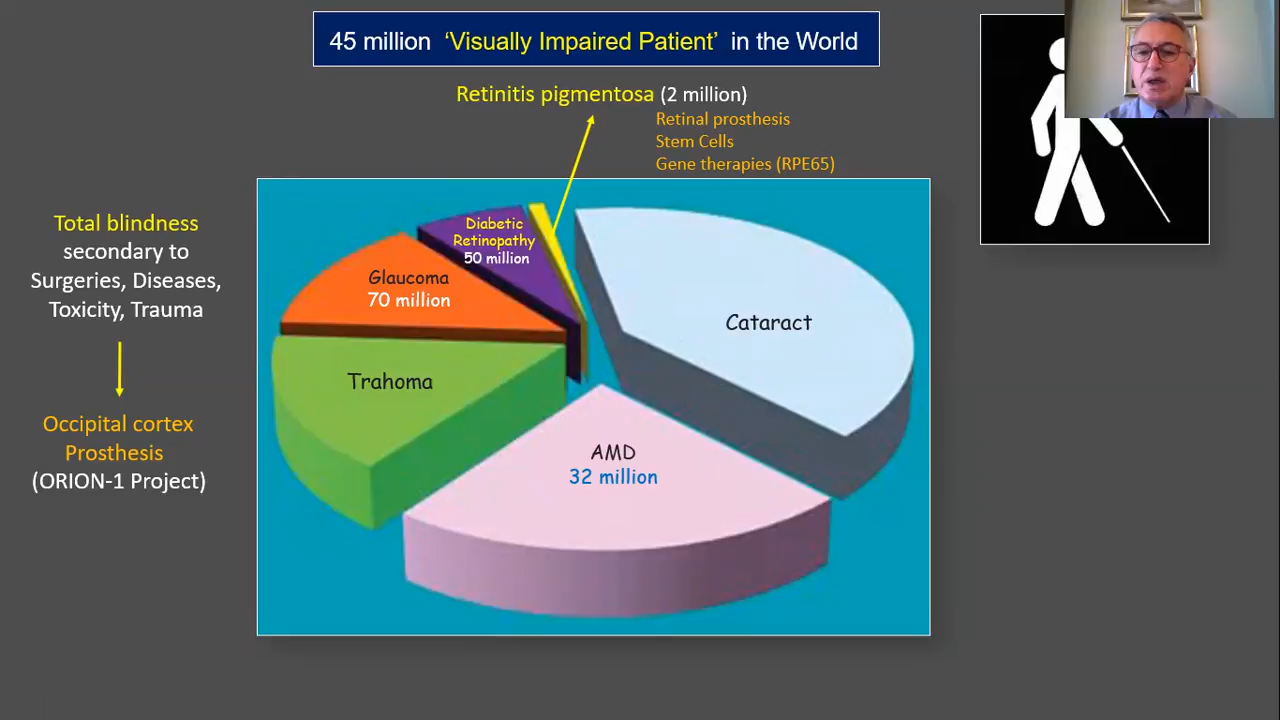 45 million ‘Visually Impaired Patient’ in the World
Retinitis pigmentosa (2 million)
Retinal prosthesis
Stem Cells
Gene therapies (RPE65)
Total blindness
secondary to
Surgeries, Diseases,
Toxicity, Trauma
Occipital cortex
Prosthesis
(ORION-1 Project)
Diabetic
Retinopathy
50 million
Glaucoma
70 million
Cataract
Trahoma
AMD
32 million